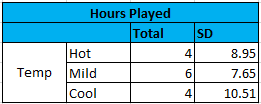 Hours Played
Total SD
Temp Hot 4 8.95
Mild 6 7.65
Cool 4 10.51